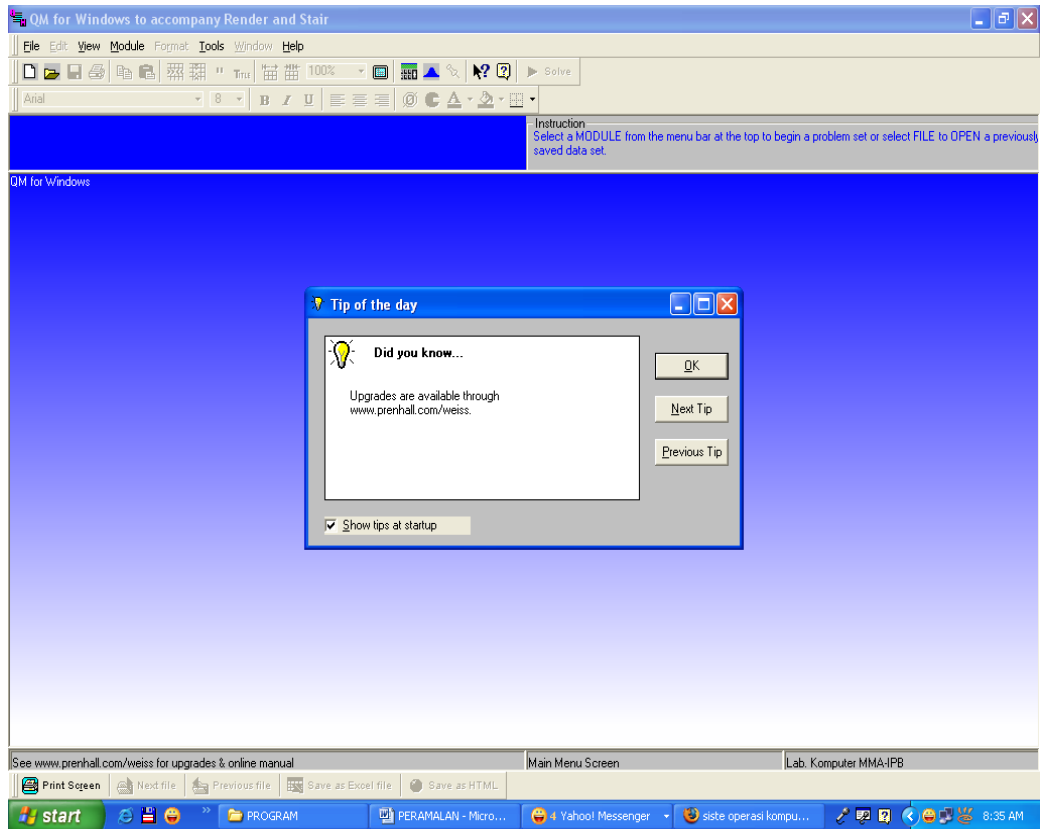 QM for Windows to accompany Render and Stair
File Edit View Module Format Tools Window Help
TITLE 100% Solve
Arial 8 B I U
Instruction
Select a MODULE from the menu bar at the top to begin a problem set or select FILE to OPEN a previously
saved data set.
QM for Windows
Tip of the day
Did you know...
Upgrades are available through
www.prenhall.com/weiss.
OK
Next Tip
Previous Tip
Show tips at startup
See www.prenhall.com/weiss for upgrades & online manual Main Menu Screen Lab. Komputer MMA-IPB
Print Screen Next file Previous file Save as Excel file Save as HTML
start PROGRAM PERAMALAN - Micro... 4 Yahoo! Messenger siste operasi kompu... 8:35 AM